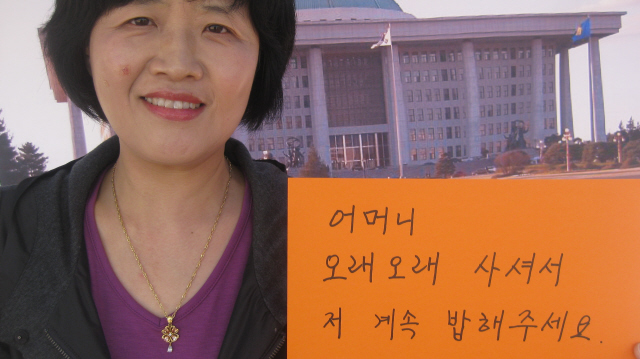 어머니
오래오래 사셔서
저 계속 밥해주세요.